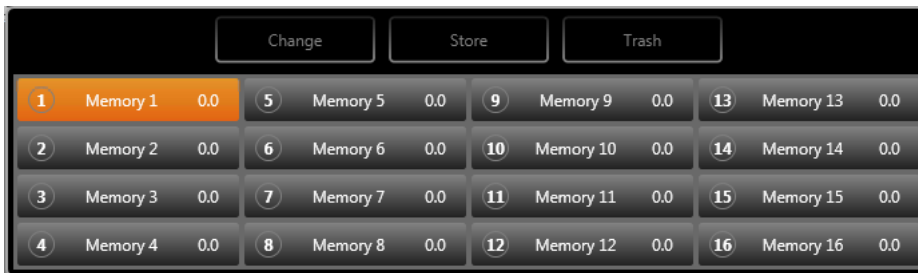 Change Store Trash
1 Memory 1 0.0 5 Memory 5 0.0 9 Memory 9 0.0 13 Memory 13 0.0
2 Memory 2 0.0 6 Memory 6 0.0 10 Memory 10 0.0 14 Memory 14 0.0
3 Memory 3 0.0 7 Memory 7 0.0 11 Memory 11 0.0 15 Memory 15 0.0
4 Memory 4 0.0 8 Memory 8 0.0 12 Memory 12 0.0 16 Memory 16 0.0